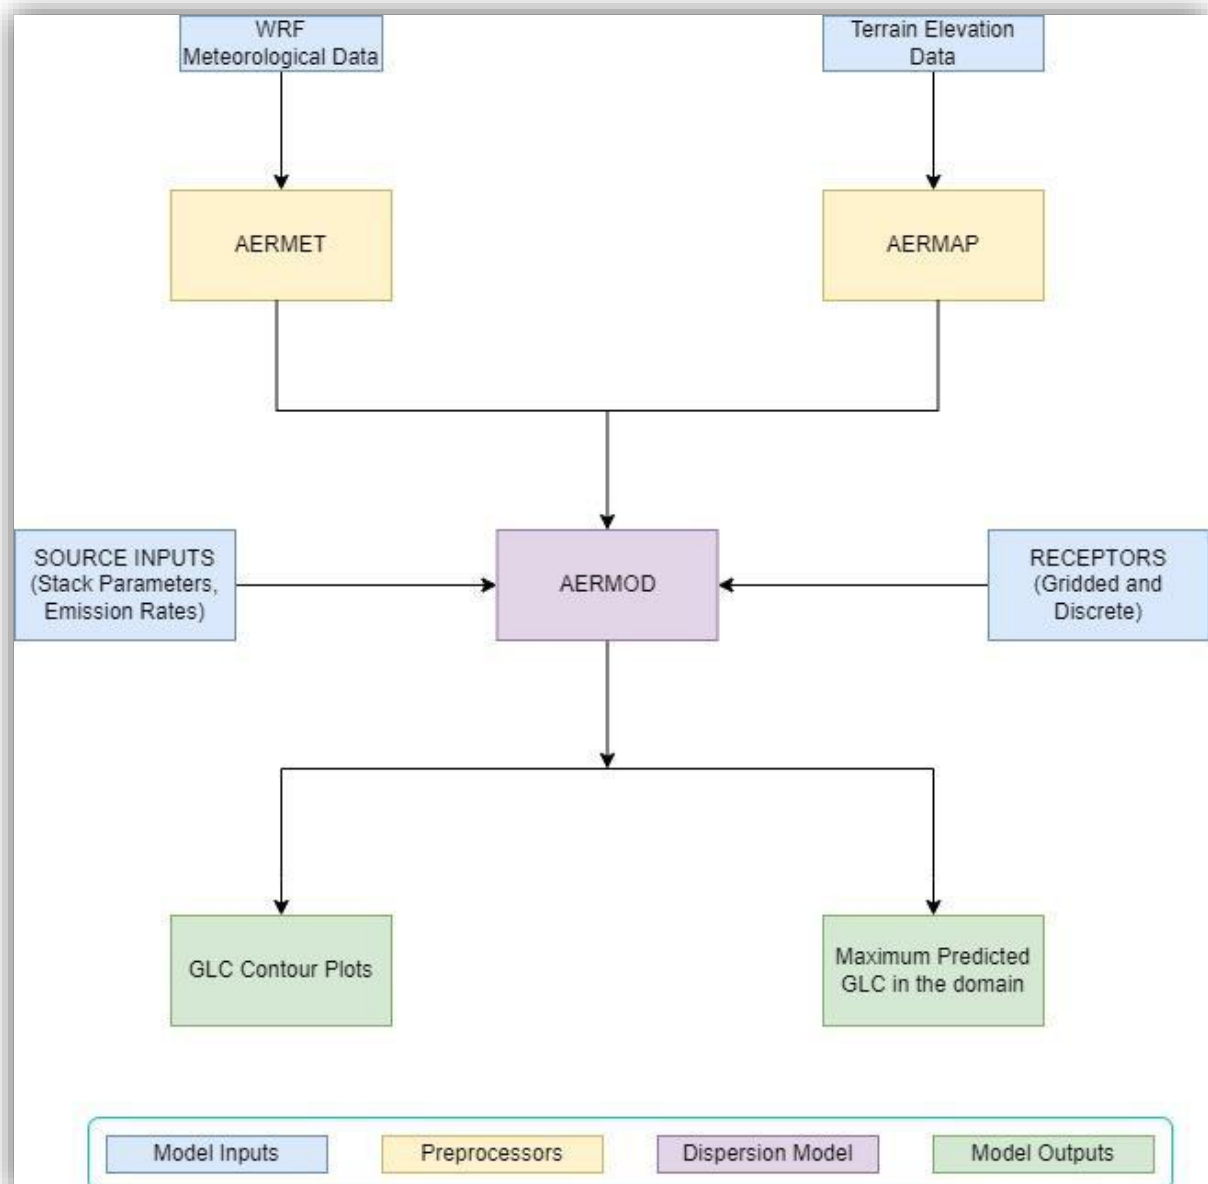 WRF
Meteorological Data
Terrain Elevation
Data
AERMET
AERMAP
SOURCE INPUTS
(Stack Parameters,
Emission Rates)
AERMOD
RECEPTORS
(Gridded and
Discrete)
GLC Contour Plots
Maximum Predicted
GLC in the domain
Model Inputs
Preprocessors
Dispersion Model
Model Outputs